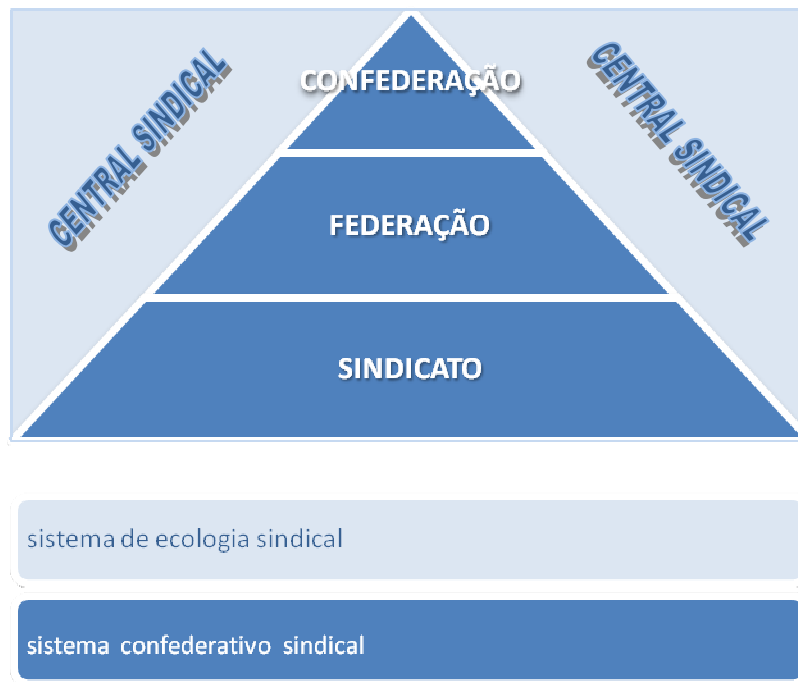 CENTRAL SINDICAL
CONFEDERAÇÃO
CENTRAL SINDICAL
FEDERAÇÃO
SINDICATO
sistema de ecologia sindical
sistema confederativo sindical